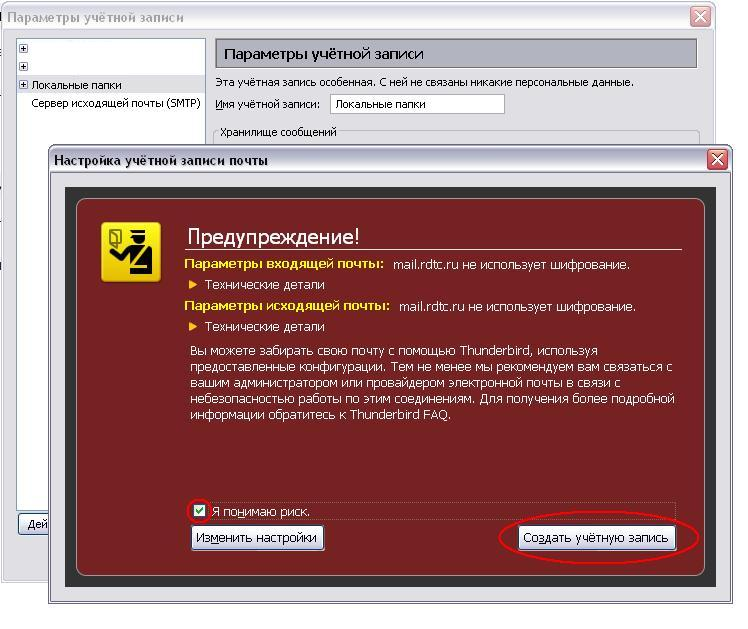 Параметры учётной записи
Локальные папки
Сервер исходящей почты (SMTP)
Параметры учётной записи
Эта учётная запись особенная. С ней не связаны никакие персональные данные.
Имя учётной записи: Локальные папки
Хранилище сообщений
Дей
Настройка учётной записи почты
Предупреждение!
Параметры входящей почты: mail.rdtc.ru не использует шифрование.
Технические детали
Параметры исходящей почты: mail.rdtc.ru не использует шифрование.
Технические детали
Вы можете забирать свою почту с помощью Thunderbird, используя
предоставленные конфигурации. Тем не менее мы рекомендуем вам связаться с
вашим администратором или провайдером электронной почты в связи с
небезопасностью работы по этим соединениям. Для получения более подробной
информации обратитесь к Thunderbird FAQ.
Я понимаю риск.
Изменить настройки
Создать учётную запись